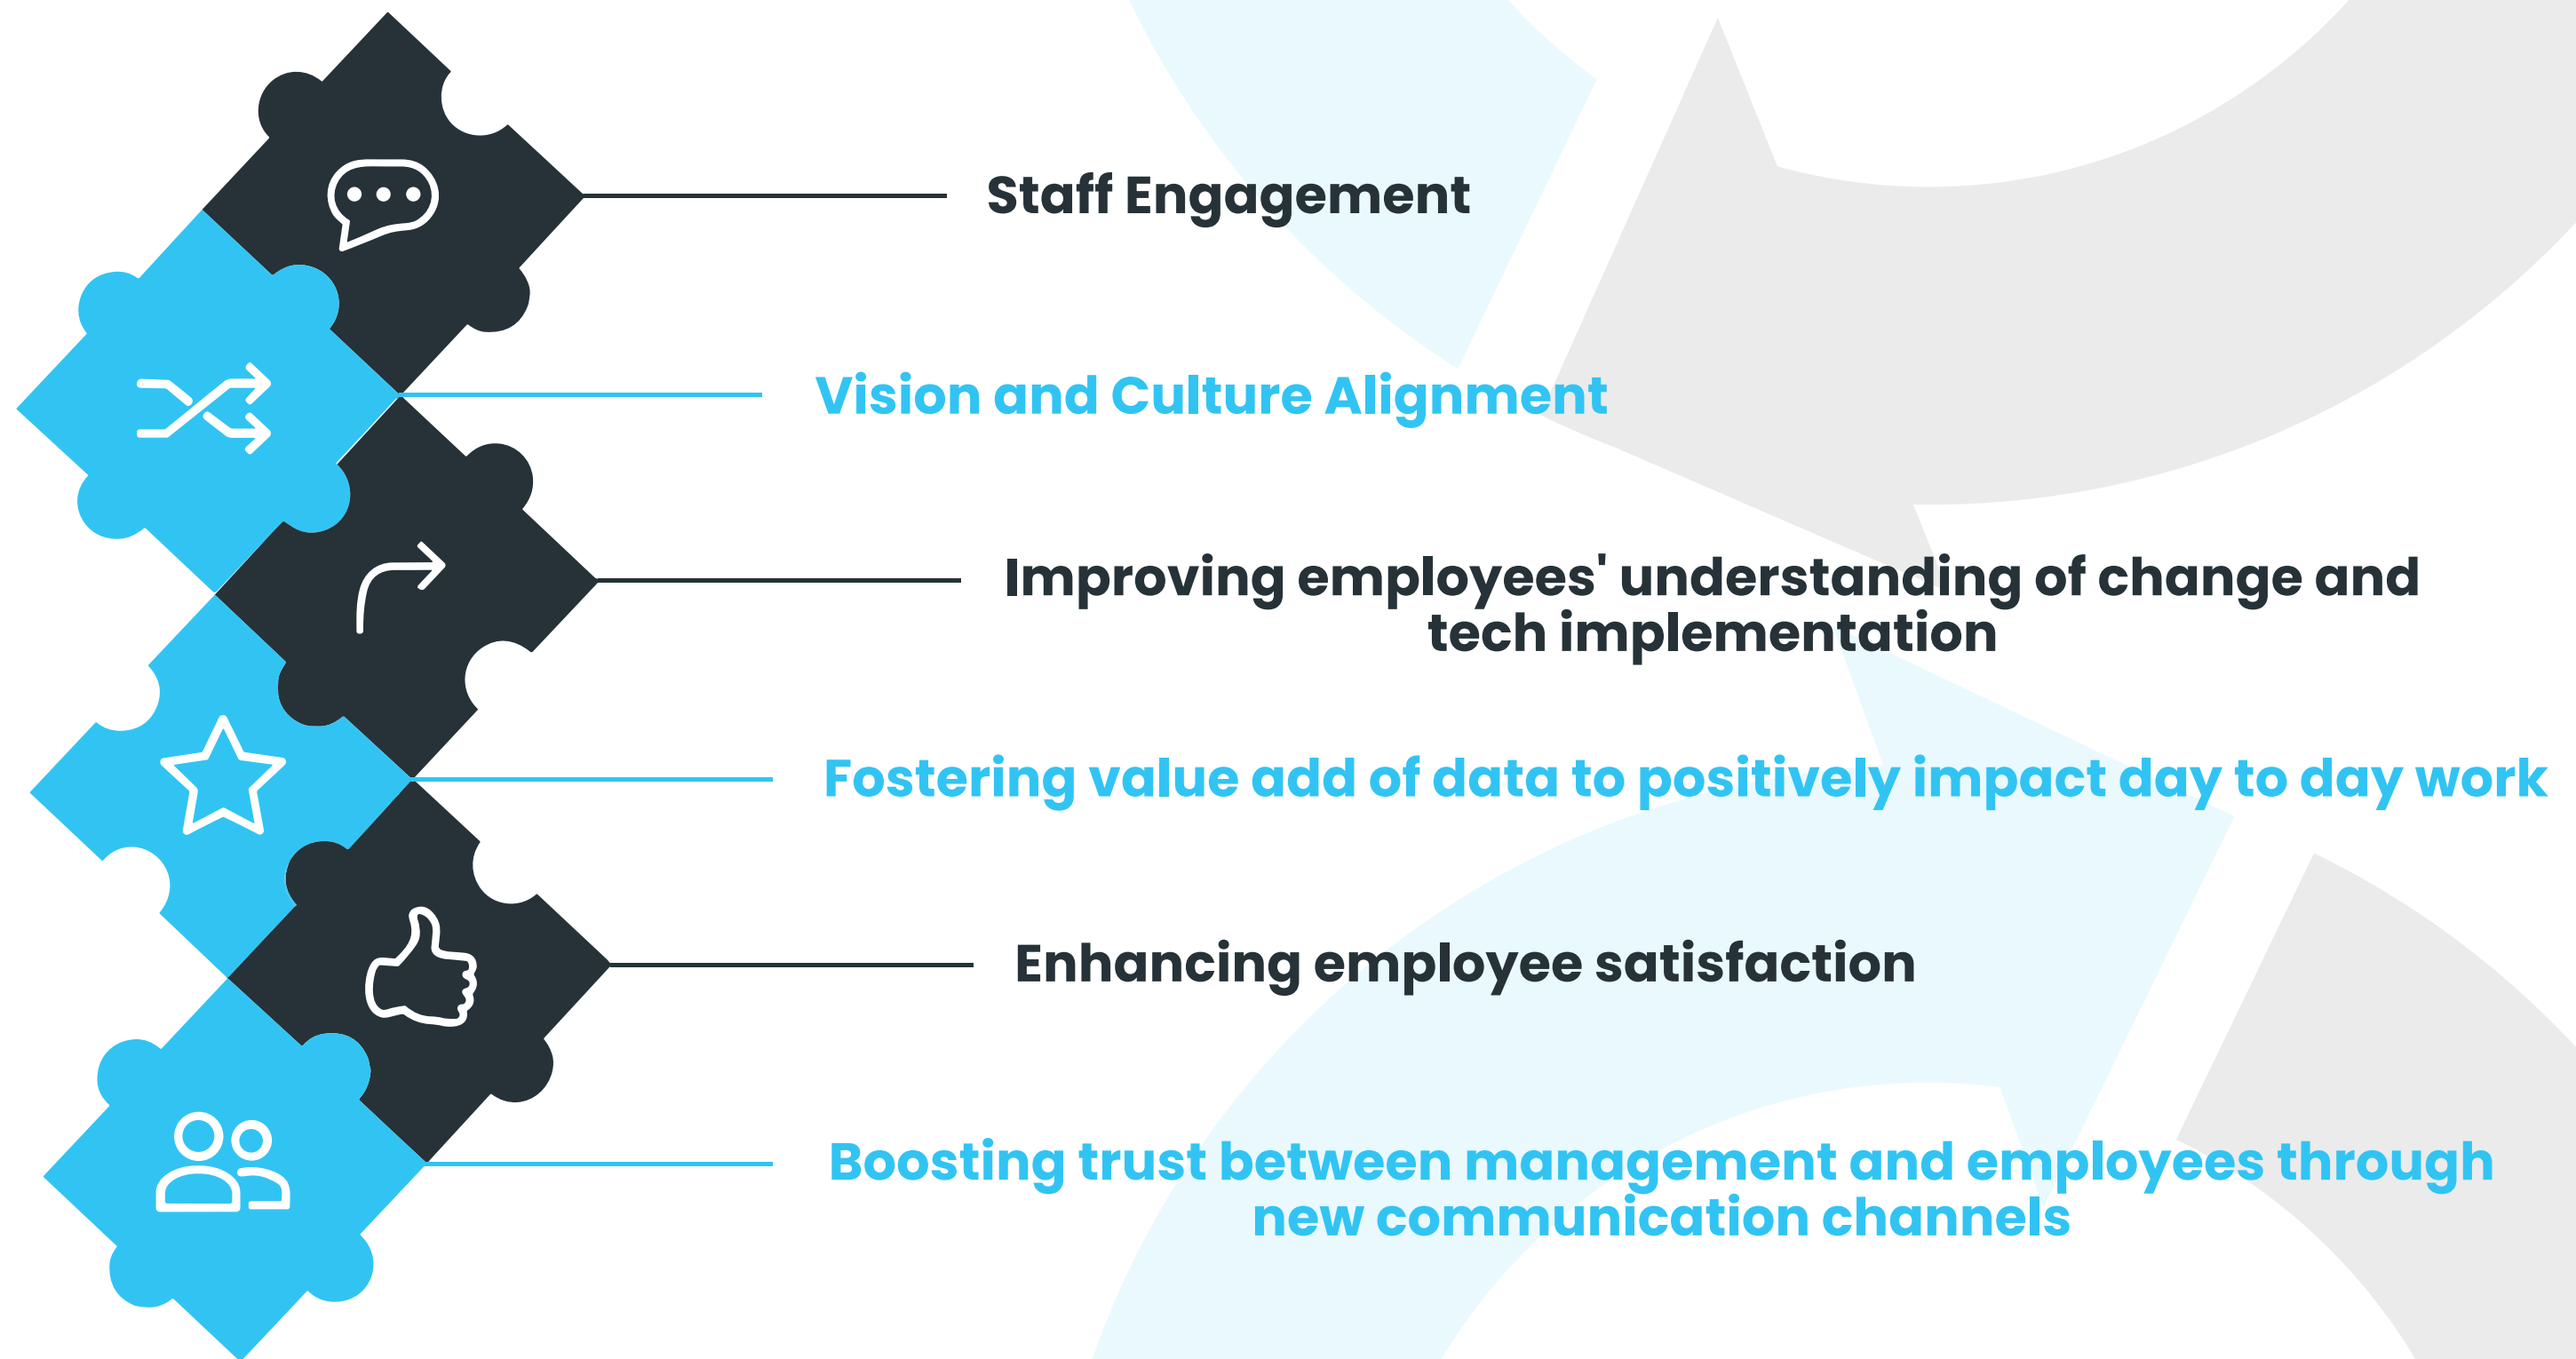 Staff Engagement
Vision and Culture Alignment
Improving employees' understanding of change and
tech implementation
Fostering value add of data to positively impact day to day work
Enhancing employee satisfaction
Boosting trust between management and employees through
new communication channels